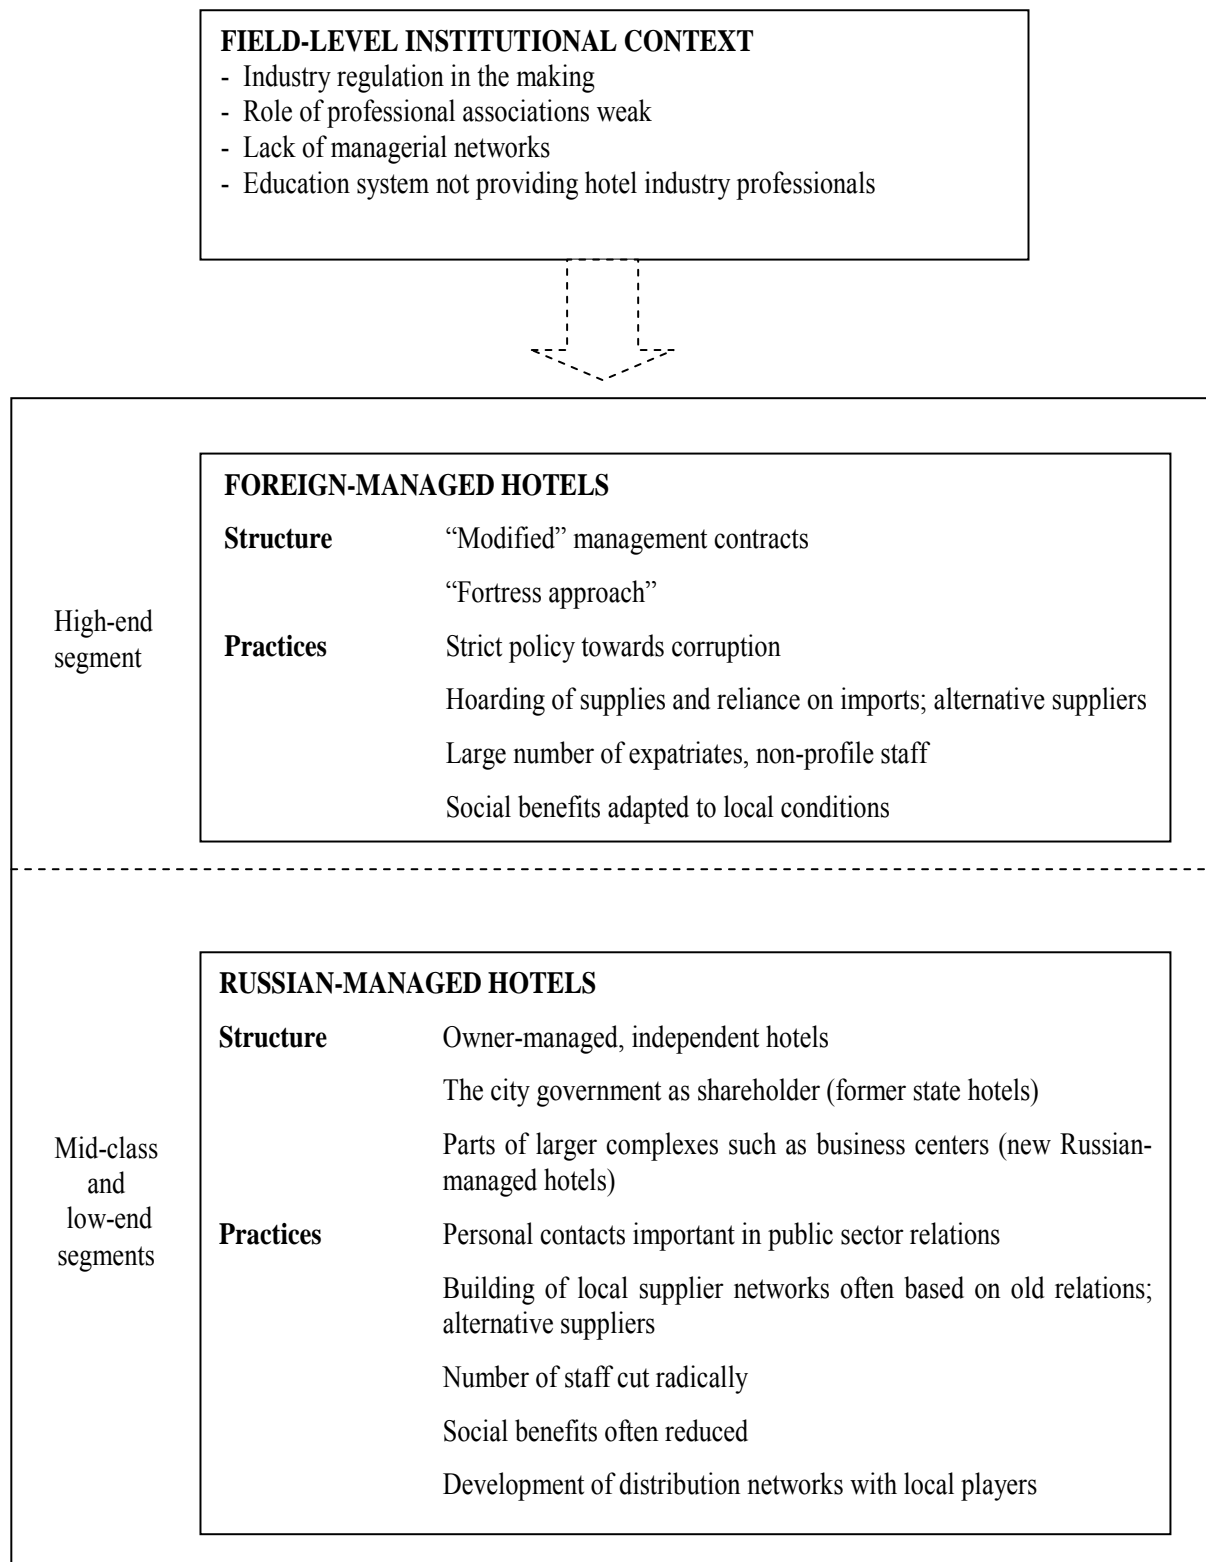 FIELD-LEVEL INSTITUTIONAL CONTEXT
- Industry regulation in the making
- Role of professional associations weak
- Lack of managerial networks
- Education system not providing hotel industry professionals
High-end
segment
FOREIGN-MANAGED HOTELS
Structure “Modified” management contracts
“Fortress approach”
Practices Strict policy towards corruption
Hoarding of supplies and reliance on imports; alternative suppliers
Large number of expatriates, non-profile staff
Social benefits adapted to local conditions
Mid-class
and
low-end
segments
RUSSIAN-MANAGED HOTELS
Structure Owner-managed, independent hotels
The city government as shareholder (former state hotels)
Parts of larger complexes such as business centers (new Russian-
managed hotels)
Practices Personal contacts important in public sector relations
Building of local supplier networks often based on old relations;
alternative suppliers
Number of staff cut radically
Social benefits often reduced
Development of distribution networks with local players